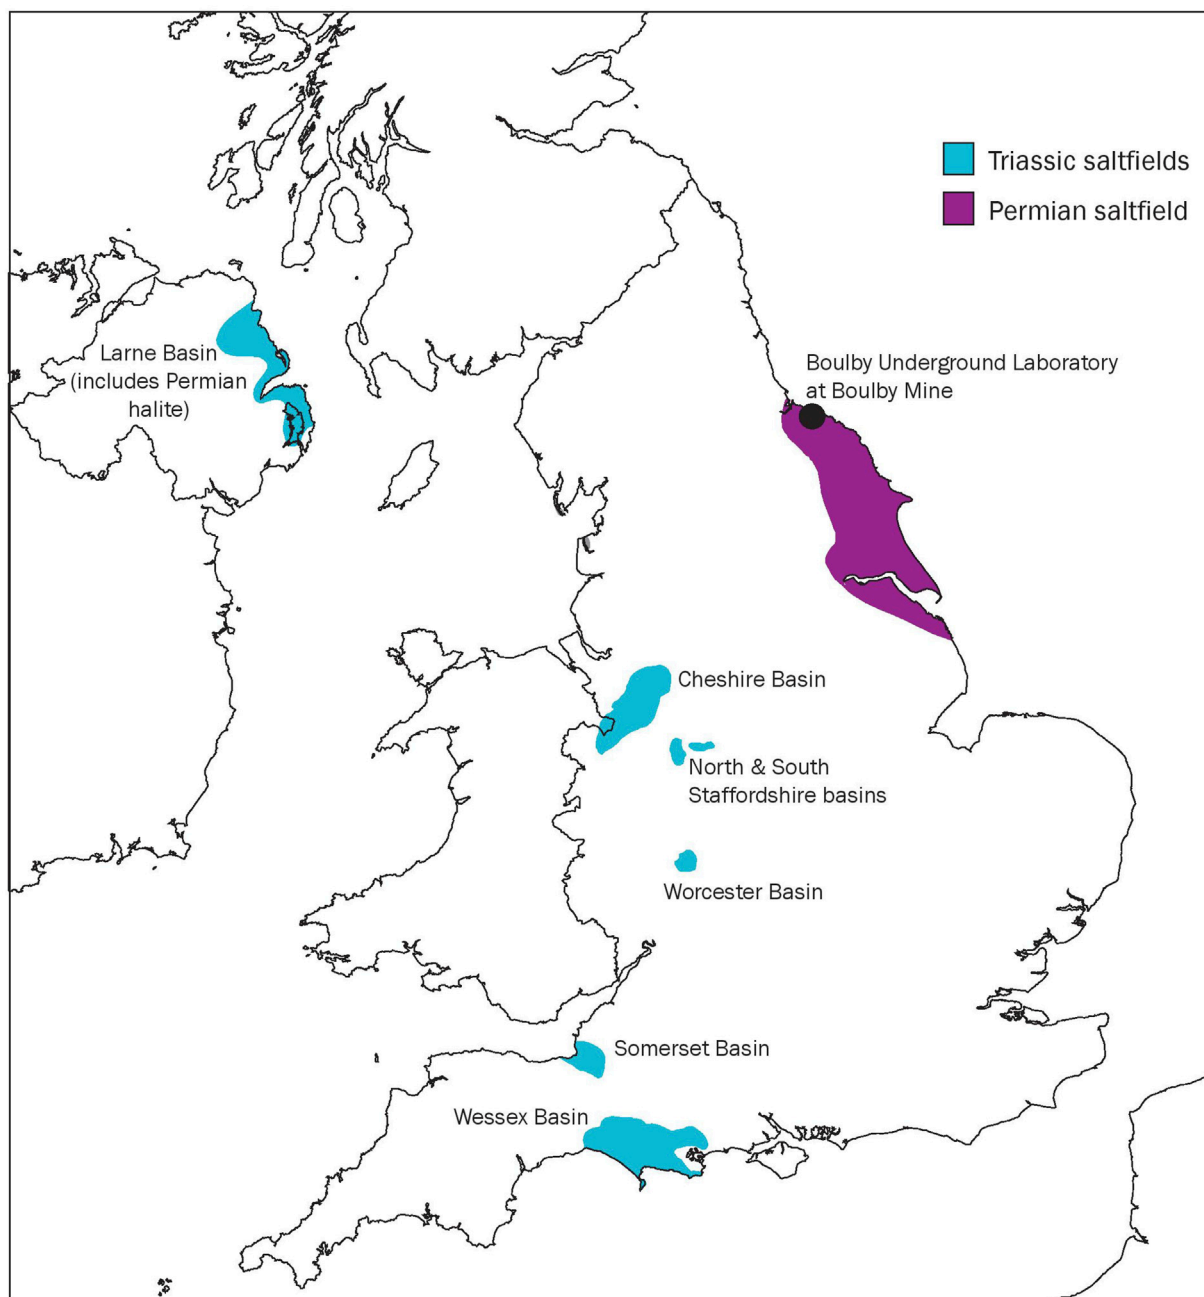 Triassic saltfields
Permian saltfield
Larne Basin
(includes Permian
halite)
Boulby Underground Laboratory
at Boulby Mine
Cheshire Basin
North & South
Staffordshire basins
Worcester Basin
Somerset Basin
Wessex Basin